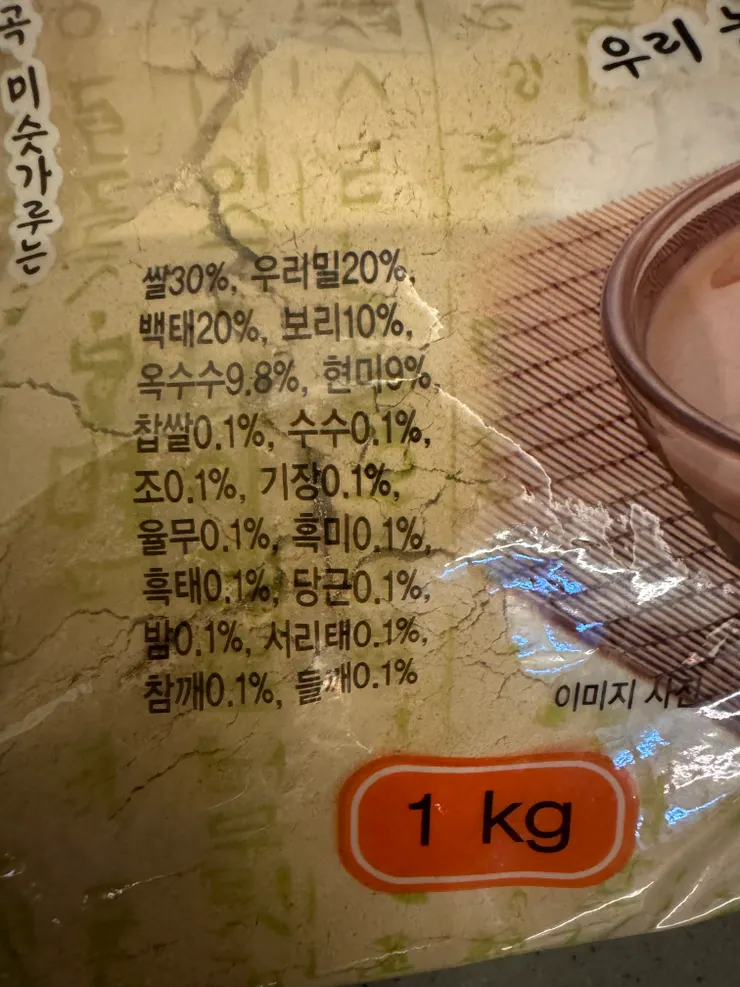 곡 미숫가루는
우리
쌀30%, 우리밀20%,
백태20%, 보리10%,
옥수수9.8%, 현미9%,
찹쌀0.1%, 수수0.1%,
조0.1%, 기장0.1%,
율무0.1%, 흑미0.1%,
흑태0.1%, 당근0.1%,
밤0.1%, 서리태0.1%,
참깨0.1%, 들깨0.1%
이미지 사진
1 kg